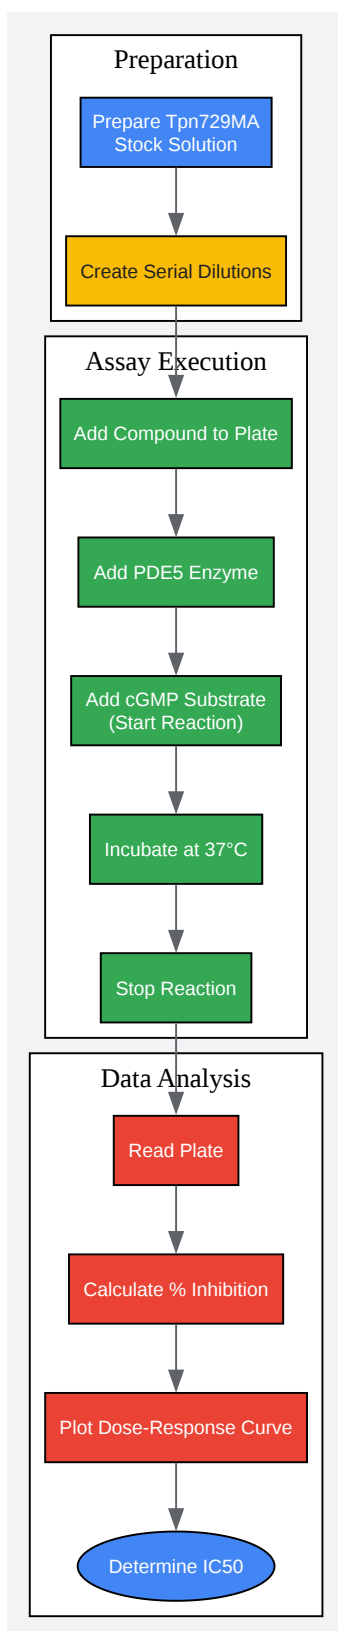 Preparation
Prepare Tpn729MA
Stock Solution
Create Serial Dilutions
Assay Execution
Add Compound to Plate
Add PDE5 Enzyme
Add cGMP Substrate
(Start Reaction)
Incubate at 37°C
Stop Reaction
Data Analysis
Read Plate
Calculate % Inhibition
Plot Dose-Response Curve
Determine IC50